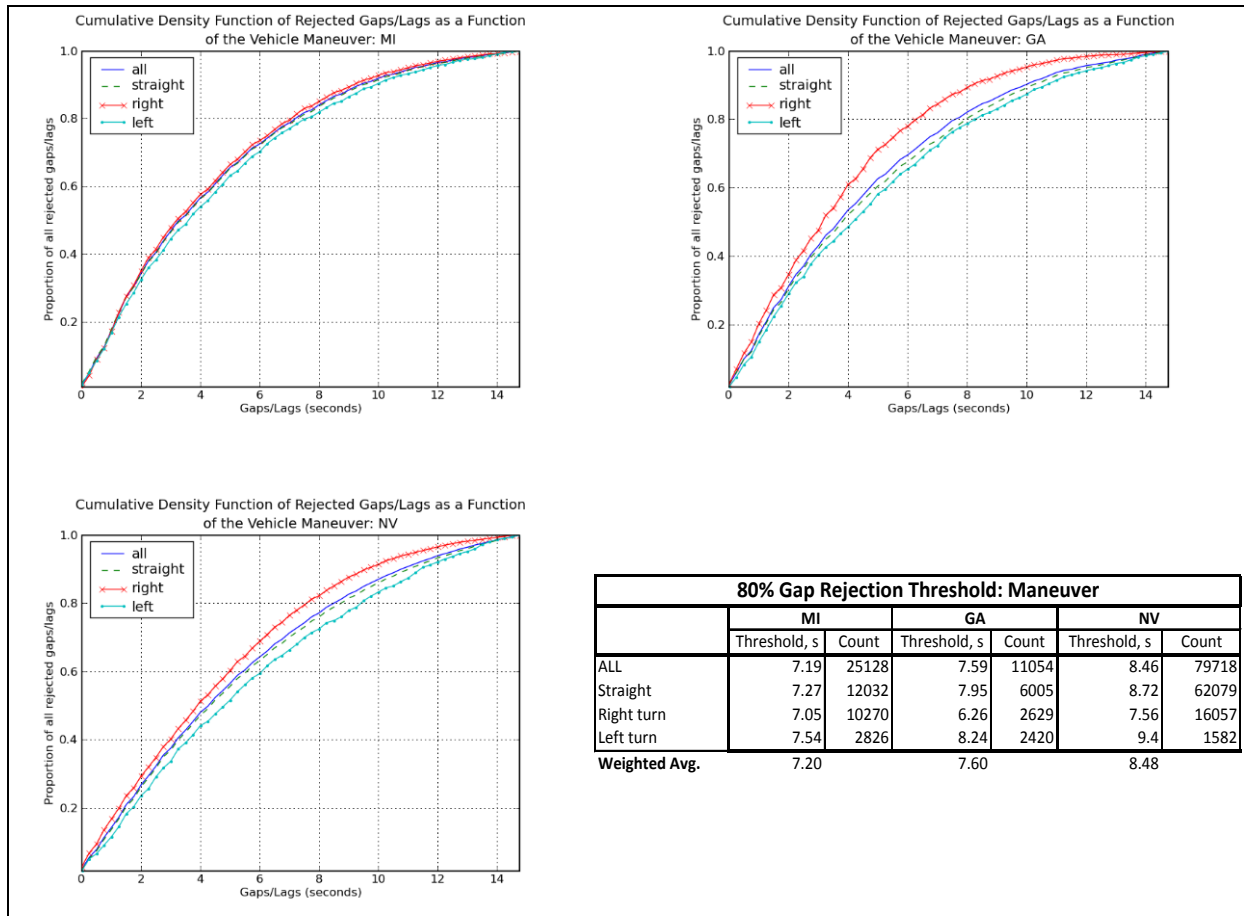 Cumulative Density Function of Rejected Gaps/Lags as a Function
of the Vehicle Maneuver: MI
1.0
0.8
0.6
0.4
0.2
0
2
4
6
8
10
12
14
Proportion of all rejected gaps/lags
Gaps/Lags (seconds)
all
straight
right
left
Cumulative Density Function of Rejected Gaps/Lags as a Function
of the Vehicle Maneuver: GA
1.0
0.8
0.6
0.4
0.2
0
2
4
6
8
10
12
14
Proportion of all rejected gaps/lags
Gaps/Lags (seconds)
all
straight
right
left
Cumulative Density Function of Rejected Gaps/Lags as a Function
of the Vehicle Maneuver: NV
1.0
0.8
0.6
0.4
0.2
0
2
4
6
8
10
12
14
Proportion of all rejected gaps/lags
Gaps/Lags (seconds)
all
straight
right
left
80% Gap Rejection Threshold: Maneuver
MI GA NV
Threshold, s Count Threshold, s Count Threshold, s Count
ALL 7.19 25128 7.59 11054 8.46 79718
Straight 7.27 12032 7.95 6005 8.72 62079
Right turn 7.05 10270 6.26 2629 7.56 16057
Left turn 7.54 2826 8.24 2420 9.4 1582
Weighted Avg. 7.20 7.60 8.48